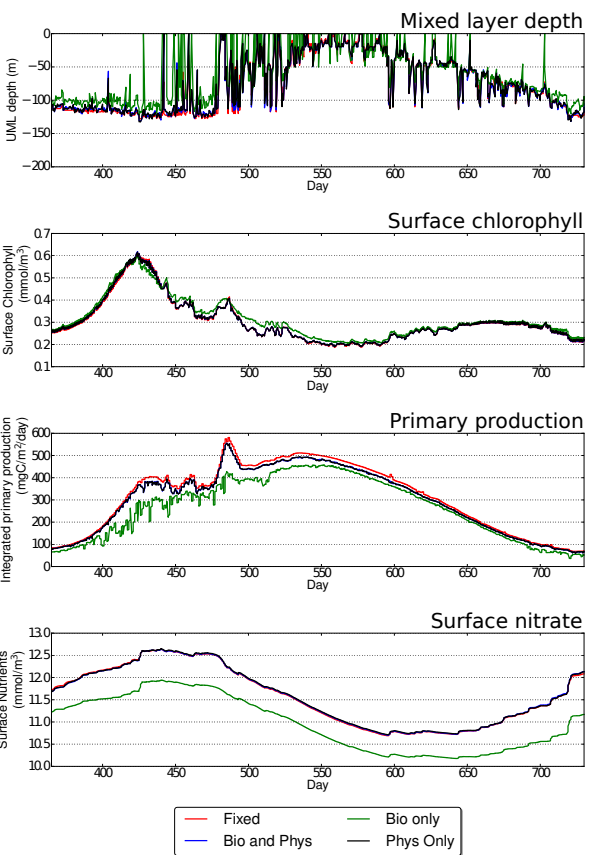 Mixed layer depth
UML depth (m)
0
−50
−100
−150
−200
400 450 500 550 600 650 700
Day
Surface chlorophyll
Surface Chlorophyll
(mmol/m³)
0.7
0.6
0.5
0.4
0.3
0.2
0.1
400 450 500 550 600 650 700
Day
Primary production
Integrated primary production
(mgC/m²/day)
600
500
400
300
200
100
0
400 450 500 550 600 650 700
Day
Surface nitrate
Surface Nutrients
(mmol/m³)
13.0
12.5
12.0
11.5
11.0
10.5
10.0
400 450 500 550 600 650 700
Day
Fixed Bio only
Bio and Phys Phys Only